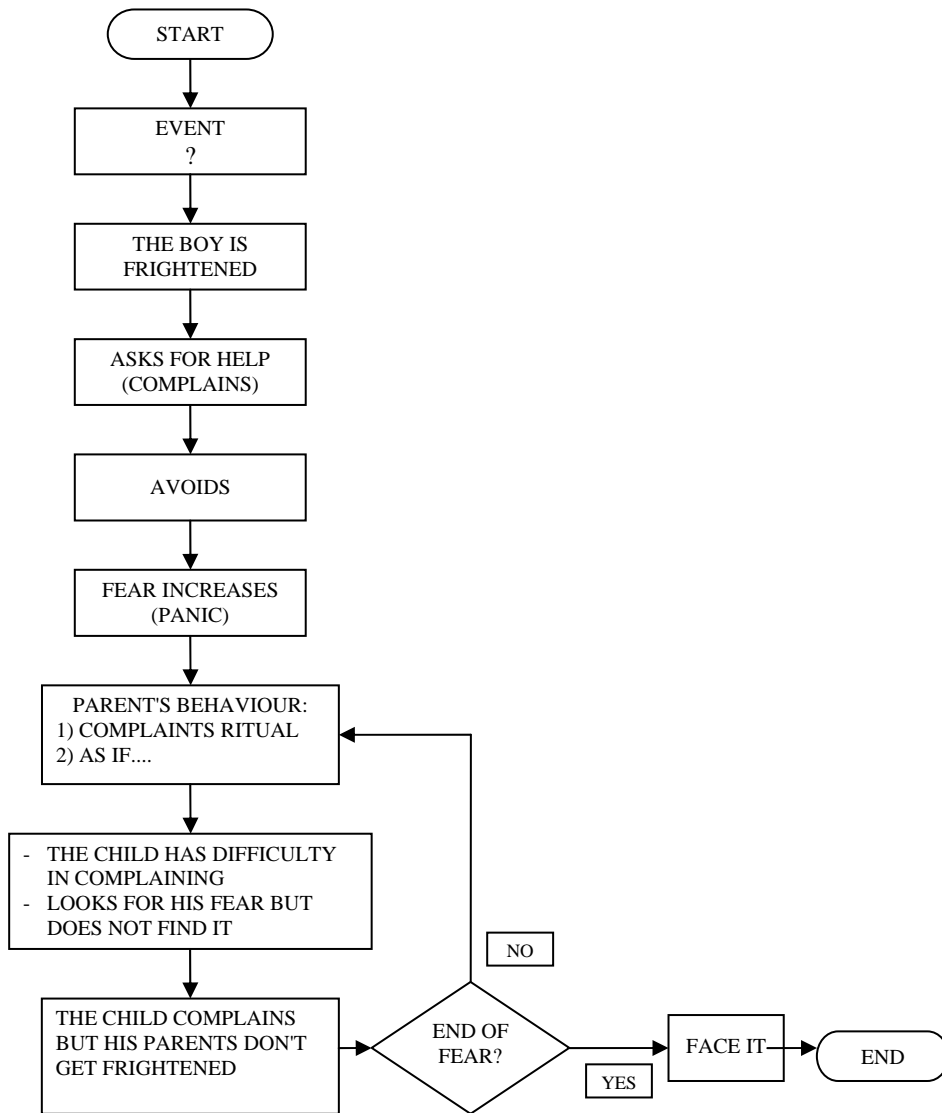 START
EVENT
?
THE BOY IS
FRIGHTENED
ASKS FOR HELP
(COMPLAINS)
AVOIDS
FEAR INCREASES
(PANIC)
PARENT'S BEHAVIOUR:
1) COMPLAINTS RITUAL
2) AS IF....
- THE CHILD HAS DIFFICULTY
IN COMPLAINING
- LOOKS FOR HIS FEAR BUT
DOES NOT FIND IT
THE CHILD COMPLAINS
BUT HIS PARENTS DON'T
GET FRIGHTENED
END OF
FEAR?
NO
YES
FACE IT
END